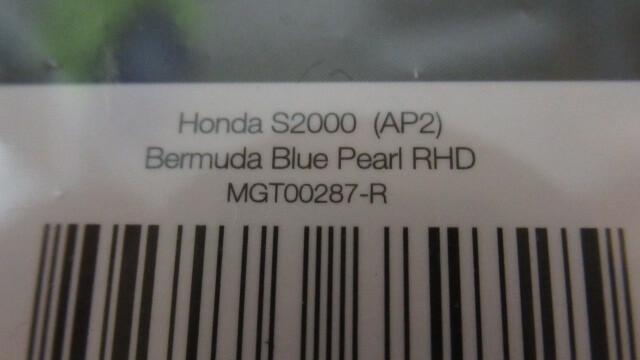 Honda S2000 (AP2)
Bermuda Blue Pearl RHD
MGT00287-R